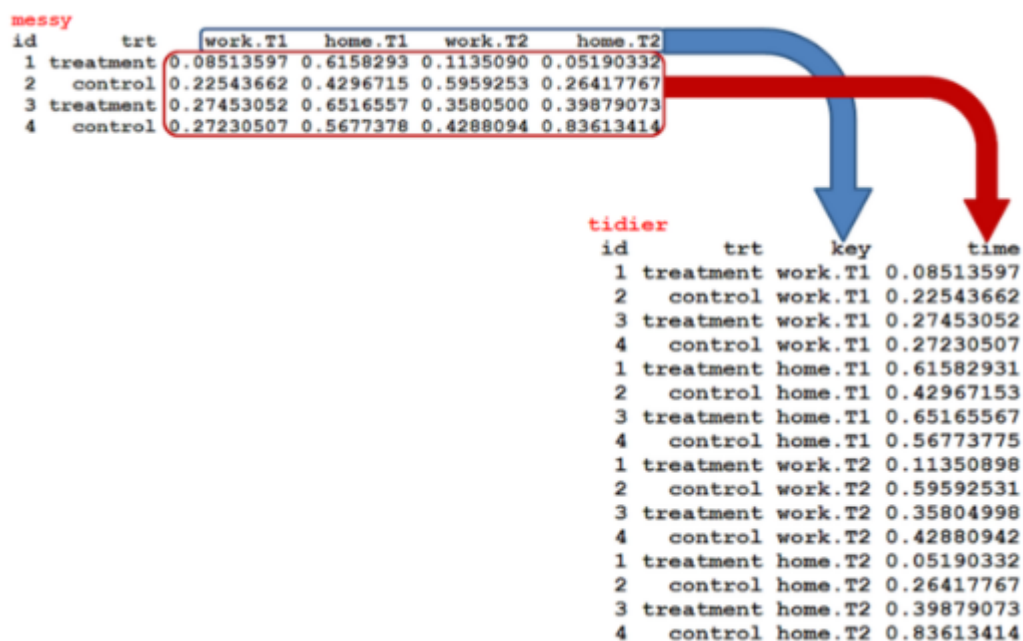 messy
id trt work.T1 home.T1 work.T2 home.T2
1 treatment 0.08513597 0.6158293 0.1135090 0.05190332
2 control 0.22543662 0.4296715 0.5959253 0.26417767
3 treatment 0.27453052 0.6516557 0.3580500 0.39879073
4 control 0.27230507 0.5677378 0.4288094 0.83613414
tidier
id trt key time
1 treatment work.T1 0.08513597
2 control work.T1 0.22543662
3 treatment work.T1 0.27453052
4 control work.T1 0.27230507
1 treatment home.T1 0.61582931
2 control home.T1 0.42967153
3 treatment home.T1 0.65165567
4 control home.T1 0.56773775
1 treatment work.T2 0.11350898
2 control work.T2 0.59592531
3 treatment work.T2 0.35804998
4 control work.T2 0.42880942
1 treatment home.T2 0.05190332
2 control home.T2 0.26417767
3 treatment home.T2 0.39879073
4 control home.T2 0.83613414